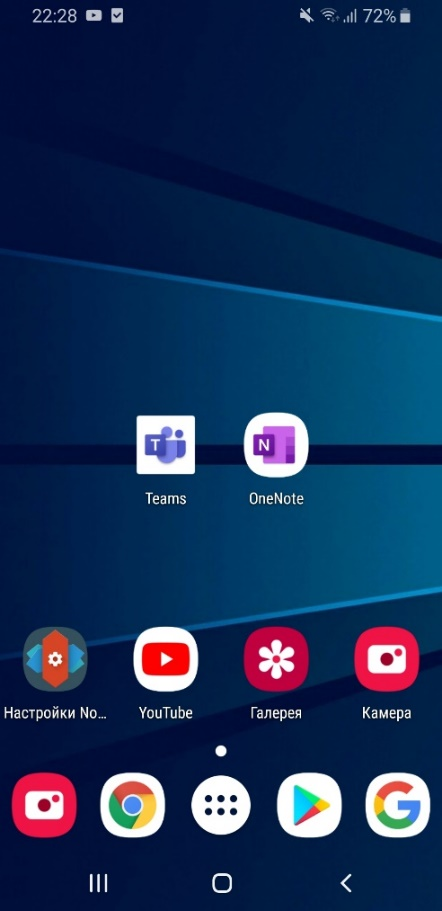 22:28
72%
T
N
Teams
OneNote
Настройки No...
YouTube
Галерея
Камера
G